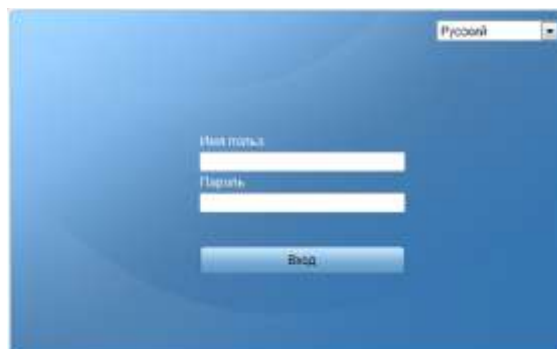 Русский
Имя польз
Пароль
Вход